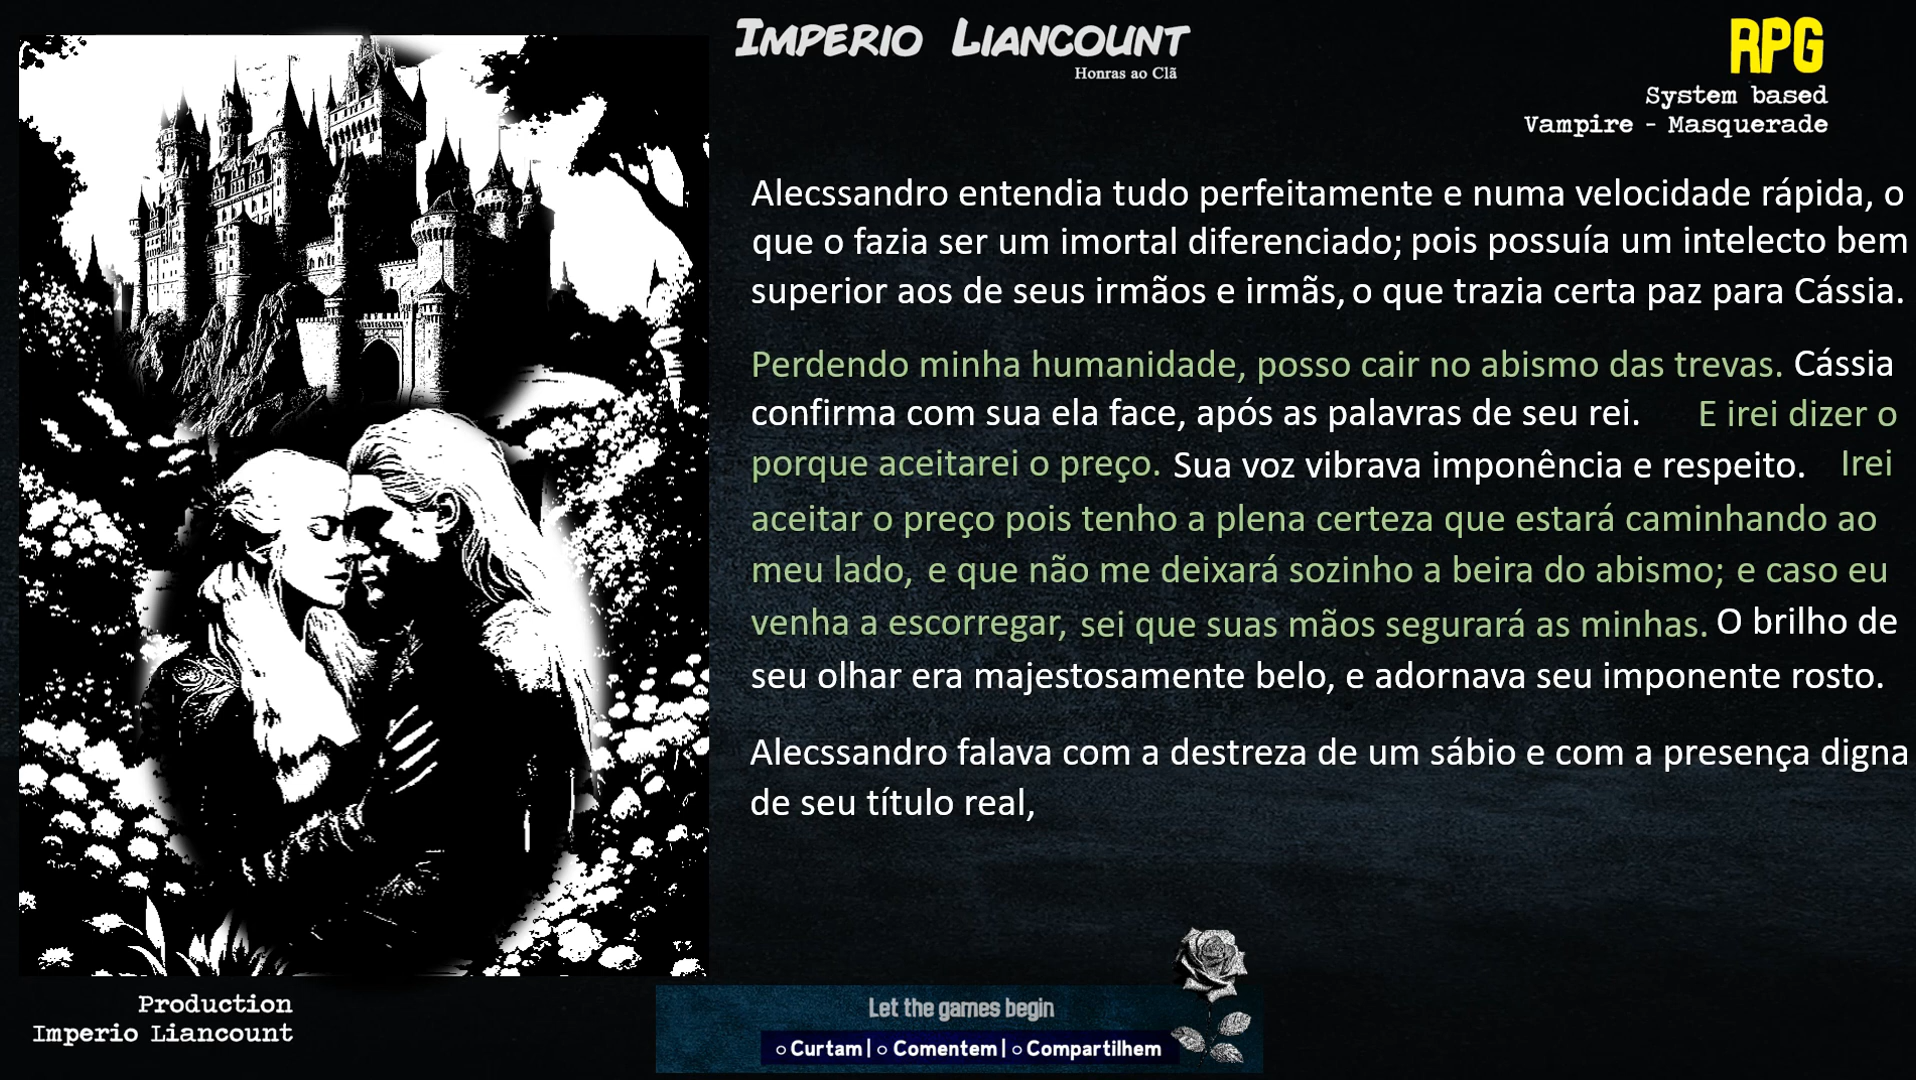 IMPERIO LIANCOUNT
Honras ao Clã
RPG
System based
Vampire - Masquerade
Alecssandro entendia tudo perfeitamente e numa velocidade rápida, o
que o fazia ser um imortal diferenciado; pois possuía um intelecto bem
superior aos de seus irmãos e irmãs, o que trazia certa paz para Cássia.
Perdendo minha humanidade, posso cair no abismo das trevas. Cássia
confirma com sua ela face, após as palavras de seu rei. E irei dizer o
porque aceitarei o preço. Sua voz vibrava imponência e respeito. Irei
aceitar o preço pois tenho a plena certeza que estará caminhando ao
meu lado, e que não me deixará sozinho a beira do abismo; e caso eu
venha a escorregar, sei que suas mãos segurará as minhas. O brilho de
seu olhar era majestosamente belo, e adornava seu imponente rosto.
Alecssandro falava com a destreza de um sábio e com a presença digna
de seu título real,
Production
Imperio Liancount
Let the games begin
○ Curtam | ○ Comentem | ○ Compartilhem